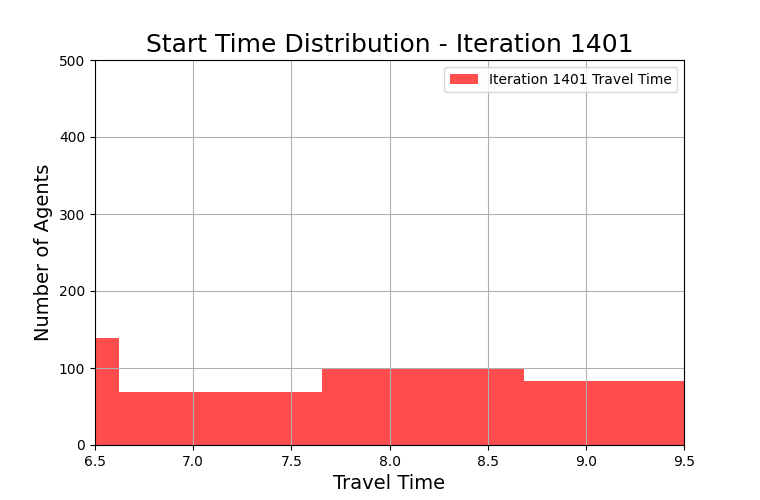 Start Time Distribution - Iteration 1401
Iteration 1401 Travel Time
500
400
300
200
100
0
Number of Agents
6.5 7.0 7.5 8.0 8.5 9.0 9.5
Travel Time